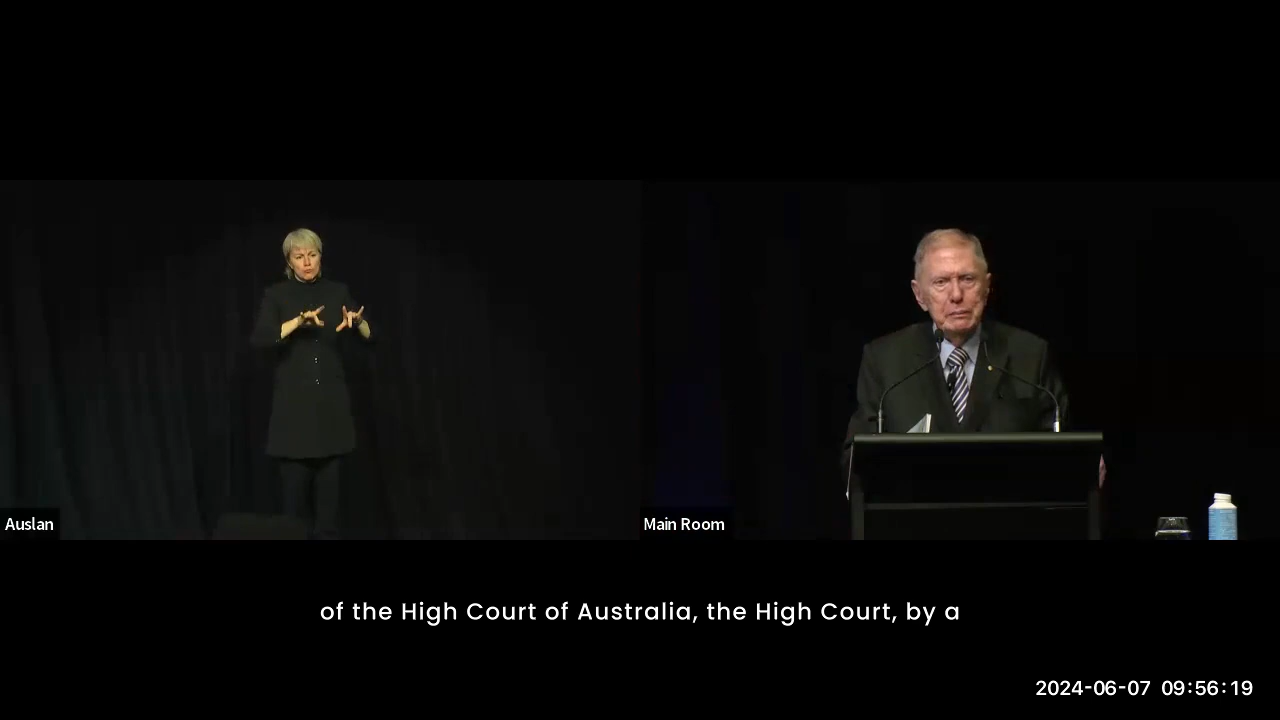 Auslan
Main Room
of the High Court of Australia, the High Court, by a
2024-06-07 09:56:19